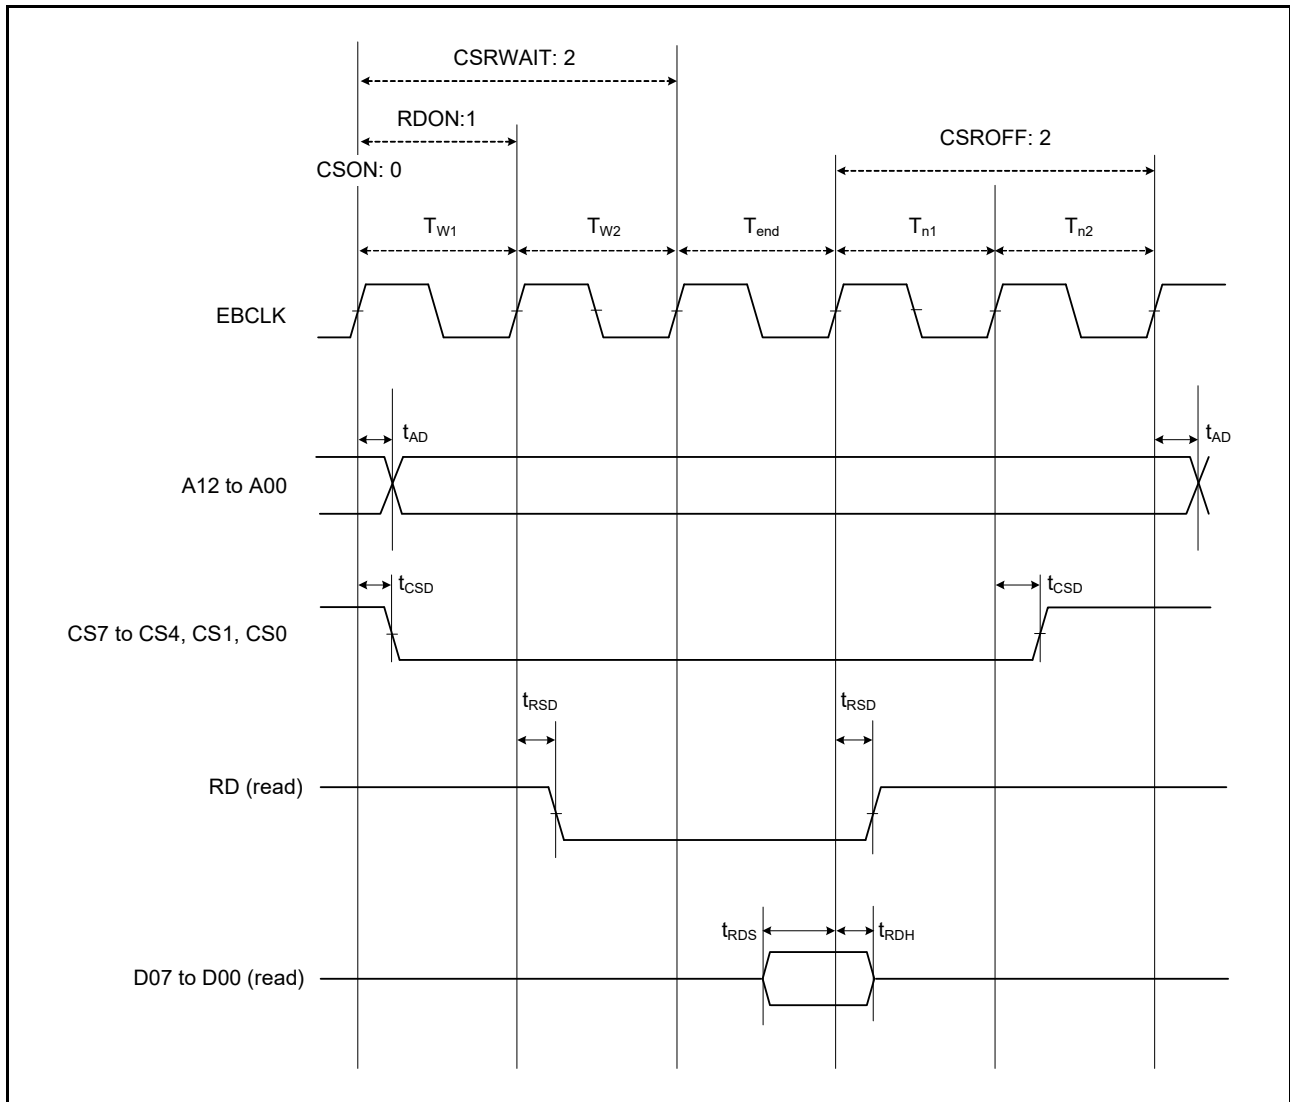 CSRWAIT: 2
RDON:1
CSROFF: 2
CSON: 0
TW1
TW2
Tend
Tn1
Tn2
EBCLK
tAD
tAD
A12 to A00
tCSD
tCSD
CS7 to CS4, CS1, CS0
tRSD
tRSD
RD (read)
tRDS
tRDH
D07 to D00 (read)